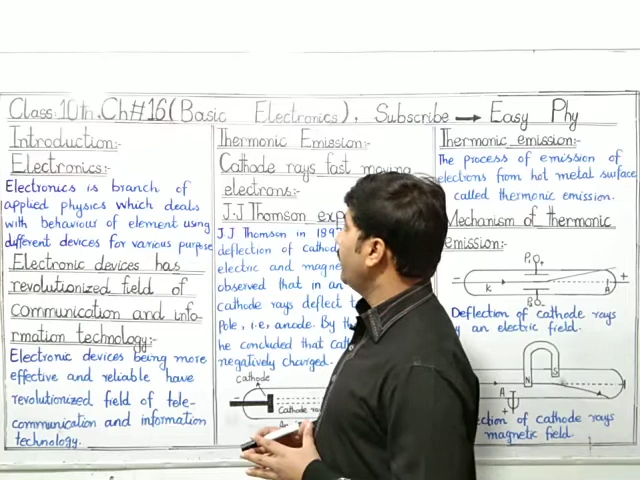 Class:10th, Ch#16 (Basic Electronics), Subscribe → Easy Phy
Introduction:-
Electronics:-
Electronics is branch of
applied physics which deals
with behaviour of element using
different devices for various purpose
Electronic devices has
revolutionized field of
communication and info-
rmation technology:-
Electronic devices being more
effective and reliable have
revolutionized field of tele-
communication and information
technology.
Thermonic Emission:-
Cathode rays fast moving
electrons:-
J.J Thomson exp
J.J Thomson in 189
deflection of cathod
electric and magne
observed that in an
cathode rays deflect t
Pole, i.e, anode. By th
he concluded that cat
negatively charged.
Cathode
Cathode ra
Thermonic emission:-
The process of emission of
electrons from hot metal surface
called thermonic emission.
Mechanism of thermonic
emission:-
P
- K A +
Deflection of cathode rays
y an electric field.
N S
A
+
ction of cathode rays
magnetic field.